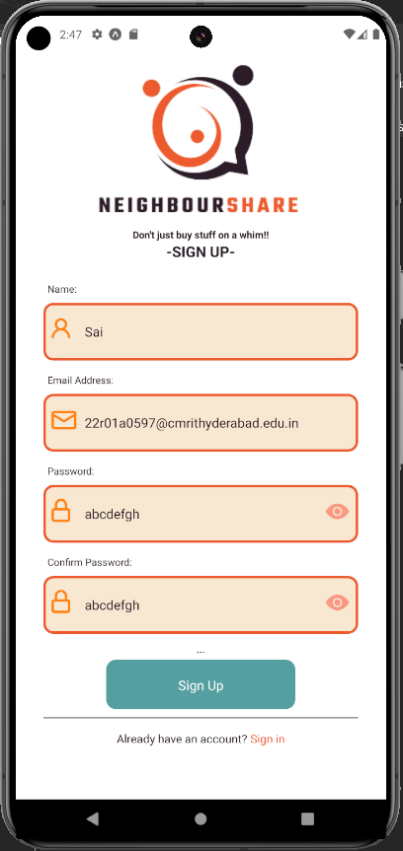 2:47
NEIGHBOURSHARE
Don't just buy stuff on a whim!!
-SIGN UP-
Name:
Sai
Email Address:
22r01a0597@cmrithyderabad.edu.in
Password:
abcdefgh
Confirm Password:
abcdefgh
...
Sign Up
Already have an account? Sign in